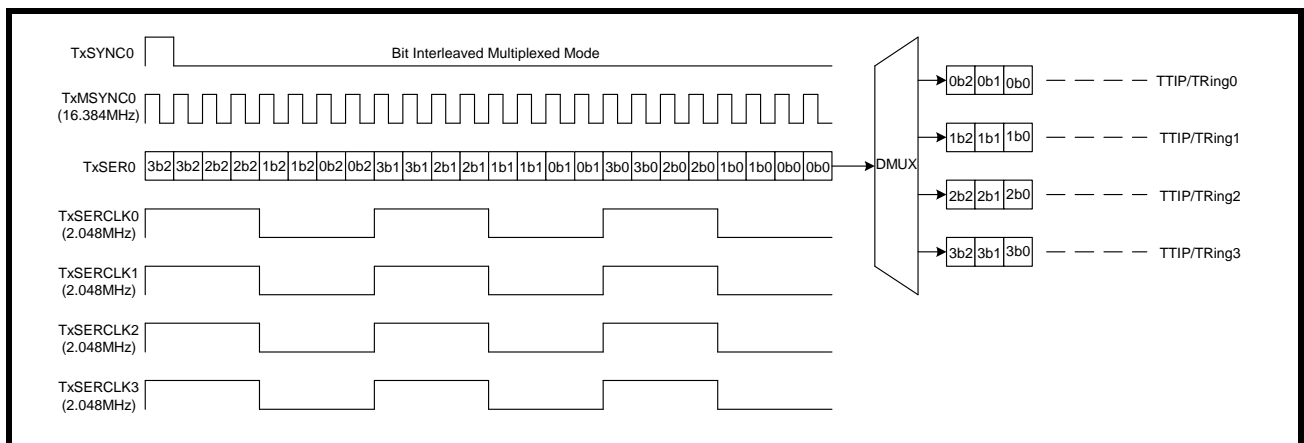 TxSYNC0
Bit Interleaved Multiplexed Mode
TxMSYNC0
(16.384MHz)
TxSER0
3b2 3b2 2b2 2b2 1b2 1b2 0b2 0b2 3b1 3b1 2b1 2b1 1b1 1b1 0b1 0b1 3b0 3b0 2b0 2b0 1b0 1b0 0b0 0b0
TxSERCLK0
(2.048MHz)
TxSERCLK1
(2.048MHz)
TxSERCLK2
(2.048MHz)
TxSERCLK3
(2.048MHz)
DMUX
0b2 0b1 0b0
TTIP/TRing0
1b2 1b1 1b0
TTIP/TRing1
2b2 2b1 2b0
TTIP/TRing2
3b2 3b1 3b0
TTIP/TRing3